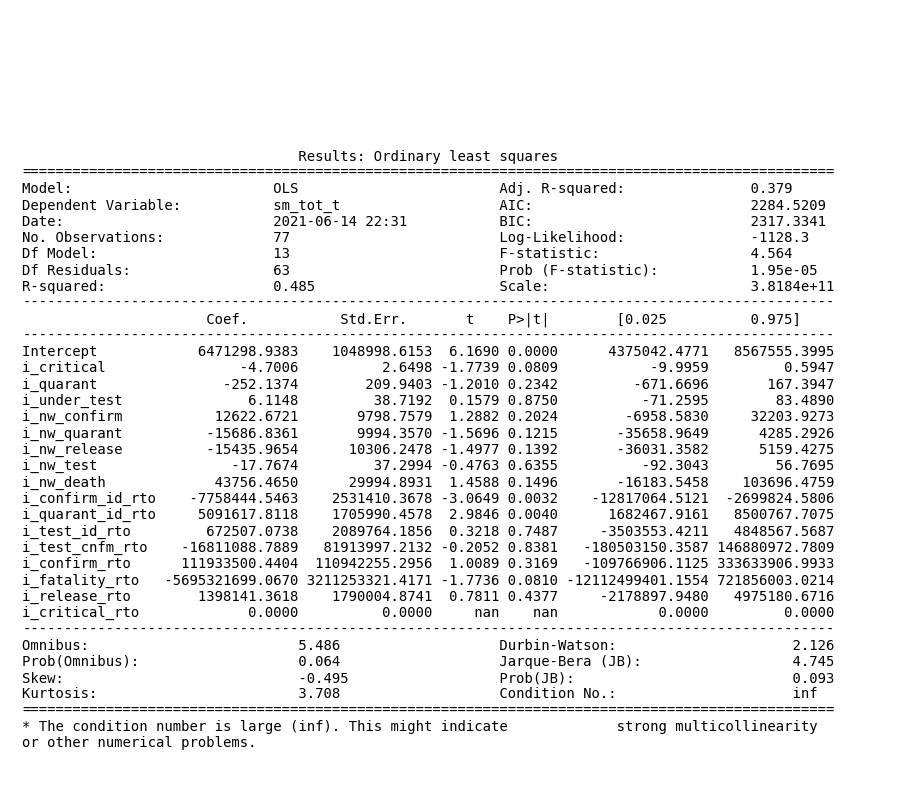 Results: Ordinary least squares
=================================================================================================
Model: OLS Adj. R-squared: 0.379
Dependent Variable: sm_tot_t AIC: 2284.5209
Date: 2021-06-14 22:31 BIC: 2317.3341
No. Observations: 77 Log-Likelihood: -1128.3
Df Model: 13 F-statistic: 4.564
Df Residuals: 63 Prob (F-statistic): 1.95e-05
R-squared: 0.485 Scale: 3.8184e+11
-------------------------------------------------------------------------------------------------
Coef. Std.Err. t P>|t| [0.025 0.975]
-------------------------------------------------------------------------------------------------
Intercept 6471298.9383 1048998.6153 6.1690 0.0000 4375042.4771 8567555.3995
i_critical -4.7006 2.6498 -1.7739 0.0809 -9.9959 0.5947
i_quarant -252.1374 209.9403 -1.2010 0.2342 -671.6696 167.3947
i_under_test 6.1148 38.7192 0.1579 0.8750 -71.2595 83.4890
i_nw_confirm 12622.6721 9798.7579 1.2882 0.2024 -6958.5830 32203.9273
i_nw_quarant -15686.8361 9994.3570 -1.5696 0.1215 -35658.9649 4285.2926
i_nw_release -15435.9654 10306.2478 -1.4977 0.1392 -36031.3582 5159.4275
i_nw_test -17.7674 37.2994 -0.4763 0.6355 -92.3043 56.7695
i_nw_death 43756.4650 29994.8931 1.4588 0.1496 -16183.5458 103696.4759
i_confirm_id_rto -7758444.5463 2531410.3678 -3.0649 0.0032 -12817064.5121 -2699824.5806
i_quarant_id_rto 5091617.8118 1705990.4578 2.9846 0.0040 1682467.9161 8500767.7075
i_test_id_rto 672507.0738 2089764.1856 0.3218 0.7487 -3503553.4211 4848567.5687
i_test_cnfm_rto -16811088.7889 81913997.2132 -0.2052 0.8381 -180503150.3587 146880972.7809
i_confirm_rto 111933500.4404 110942255.2956 1.0089 0.3169 -109766906.1125 333633906.9933
i_fatality_rto -5695321699.0670 3211253321.4171 -1.7736 0.0810 -12112499401.1554 721856003.0214
i_release_rto 1398141.3618 1790004.8741 0.7811 0.4377 -2178897.9480 4975180.6716
i_critical_rto 0.0000 0.0000 nan nan 0.0000 0.0000
-------------------------------------------------------------------------------------------------
Omnibus: 5.486 Durbin-Watson: 2.126
Prob(Omnibus): 0.064 Jarque-Bera (JB): 4.745
Skew: -0.495 Prob(JB): 0.093
Kurtosis: 3.708 Condition No.: inf
=================================================================================================
* The condition number is large (inf). This might indicate strong multicollinearity
or other numerical problems.